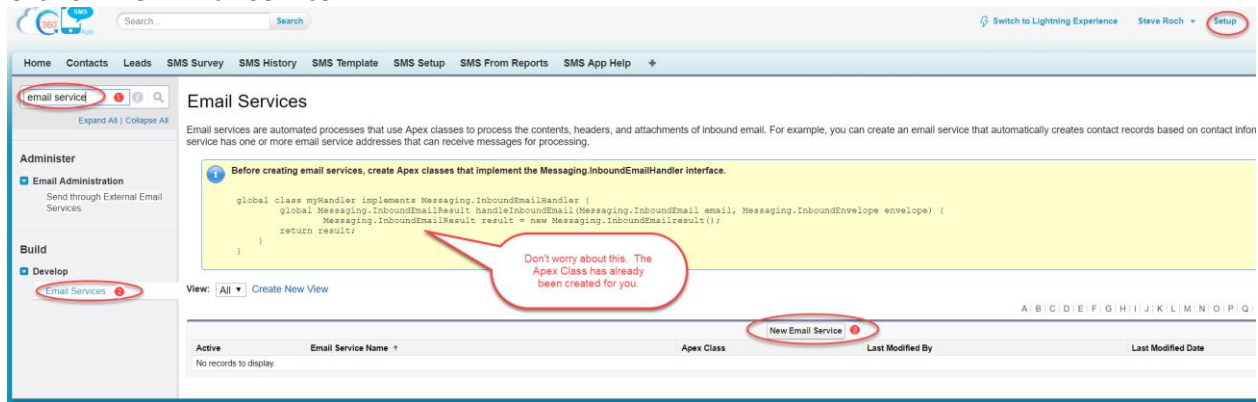 360 SMS App
Search...
Search
Switch to Lightning Experience
Steve Roch
Setup
Home Contacts Leads SMS Survey SMS History SMS Template SMS Setup SMS From Reports SMS App Help +
email service
1
Expand All | Collapse All
Administer
Email Administration
Send through External Email
Services
Build
Develop
Email Services 2
Email Services
Email services are automated processes that use Apex classes to process the contents, headers, and attachments of inbound email. For example, you can create an email service that automatically creates contact records based on contact infor
service has one or more email service addresses that can receive messages for processing.
Before creating email services, create Apex classes that implement the Messaging.InboundEmailHandler interface.
global class myHandler implements Messaging.InboundEmailHandler {
global Messaging.InboundEmailResult handleInboundEmail(Messaging.InboundEmail email, Messaging.InboundEnvelope envelope) {
Messaging.InboundEmailResult result = new Messaging.InboundEmailresult();
return result;
}
}
Don't worry about this. The
Apex Class has already
been created for you.
View: All Create New View
A | B | C | D | E | F | G | H | I | J | K | L | M | N | O | P | Q |
New Email Service 3
Active Email Service Name ↑ Apex Class Last Modified By Last Modified Date
No records to display.